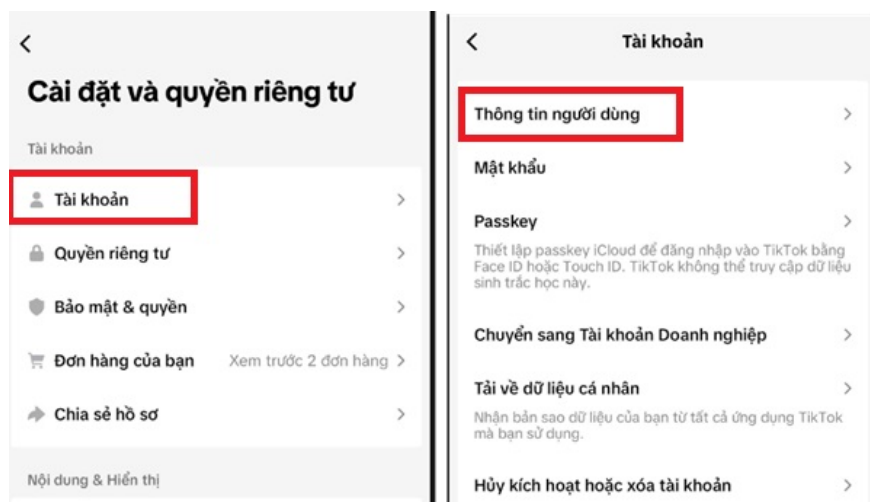 Cài đặt và quyền riêng tư
Tài khoản
Tài khoản
Quyền riêng tư
Bảo mật & quyền
Đơn hàng của bạn Xem trước 2 đơn hàng
Chia sẻ hồ sơ
Nội dung & Hiển thị
Tài khoản
Thông tin người dùng
Mật khẩu
Passkey
Thiết lập passkey iCloud để đăng nhập vào TikTok bằng
Face ID hoặc Touch ID. TikTok không thể truy cập dữ liệu
sinh trắc học này.
Chuyển sang Tài khoản Doanh nghiệp
Tải về dữ liệu cá nhân
Nhận bản sao dữ liệu của bạn từ tất cả ứng dụng TikTok
mà bạn sử dụng.
Hủy kích hoạt hoặc xóa tài khoản